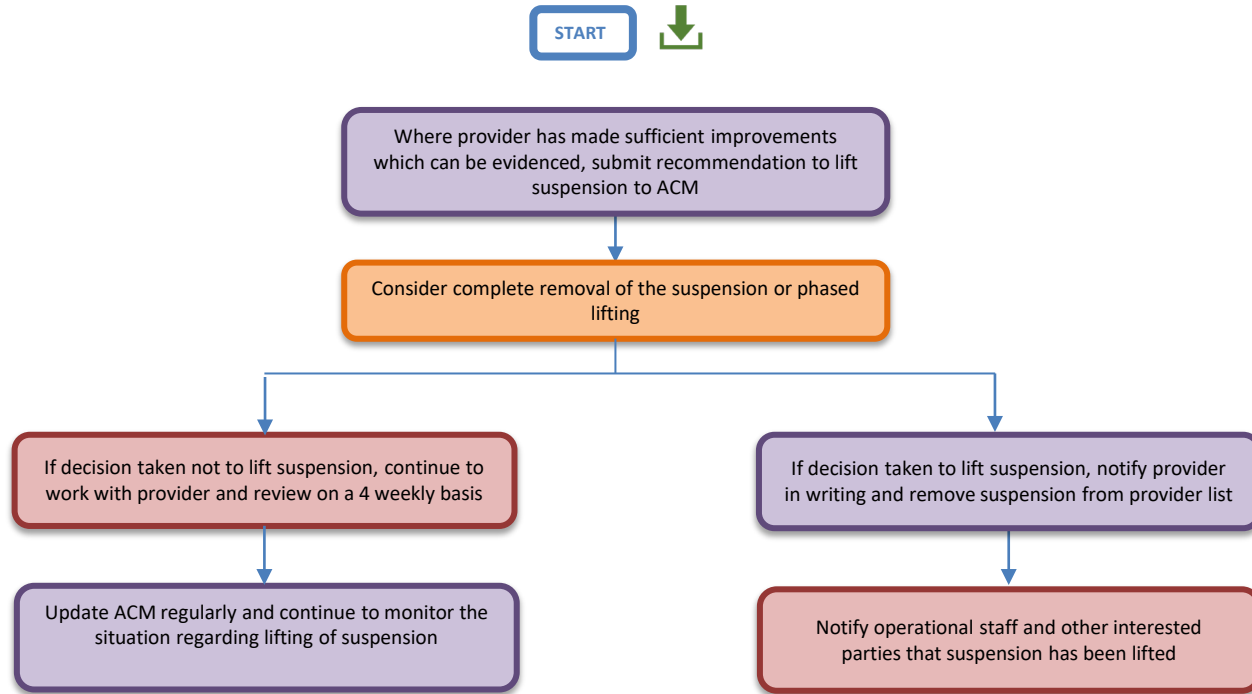 START
Where provider has made sufficient improvements
which can be evidenced, submit recommendation to lift
suspension to ACM
Consider complete removal of the suspension or phased
lifting
If decision taken not to lift suspension, continue to
work with provider and review on a 4 weekly basis
If decision taken to lift suspension, notify provider
in writing and remove suspension from provider list
Update ACM regularly and continue to monitor the
situation regarding lifting of suspension
Notify operational staff and other interested
parties that suspension has been lifted